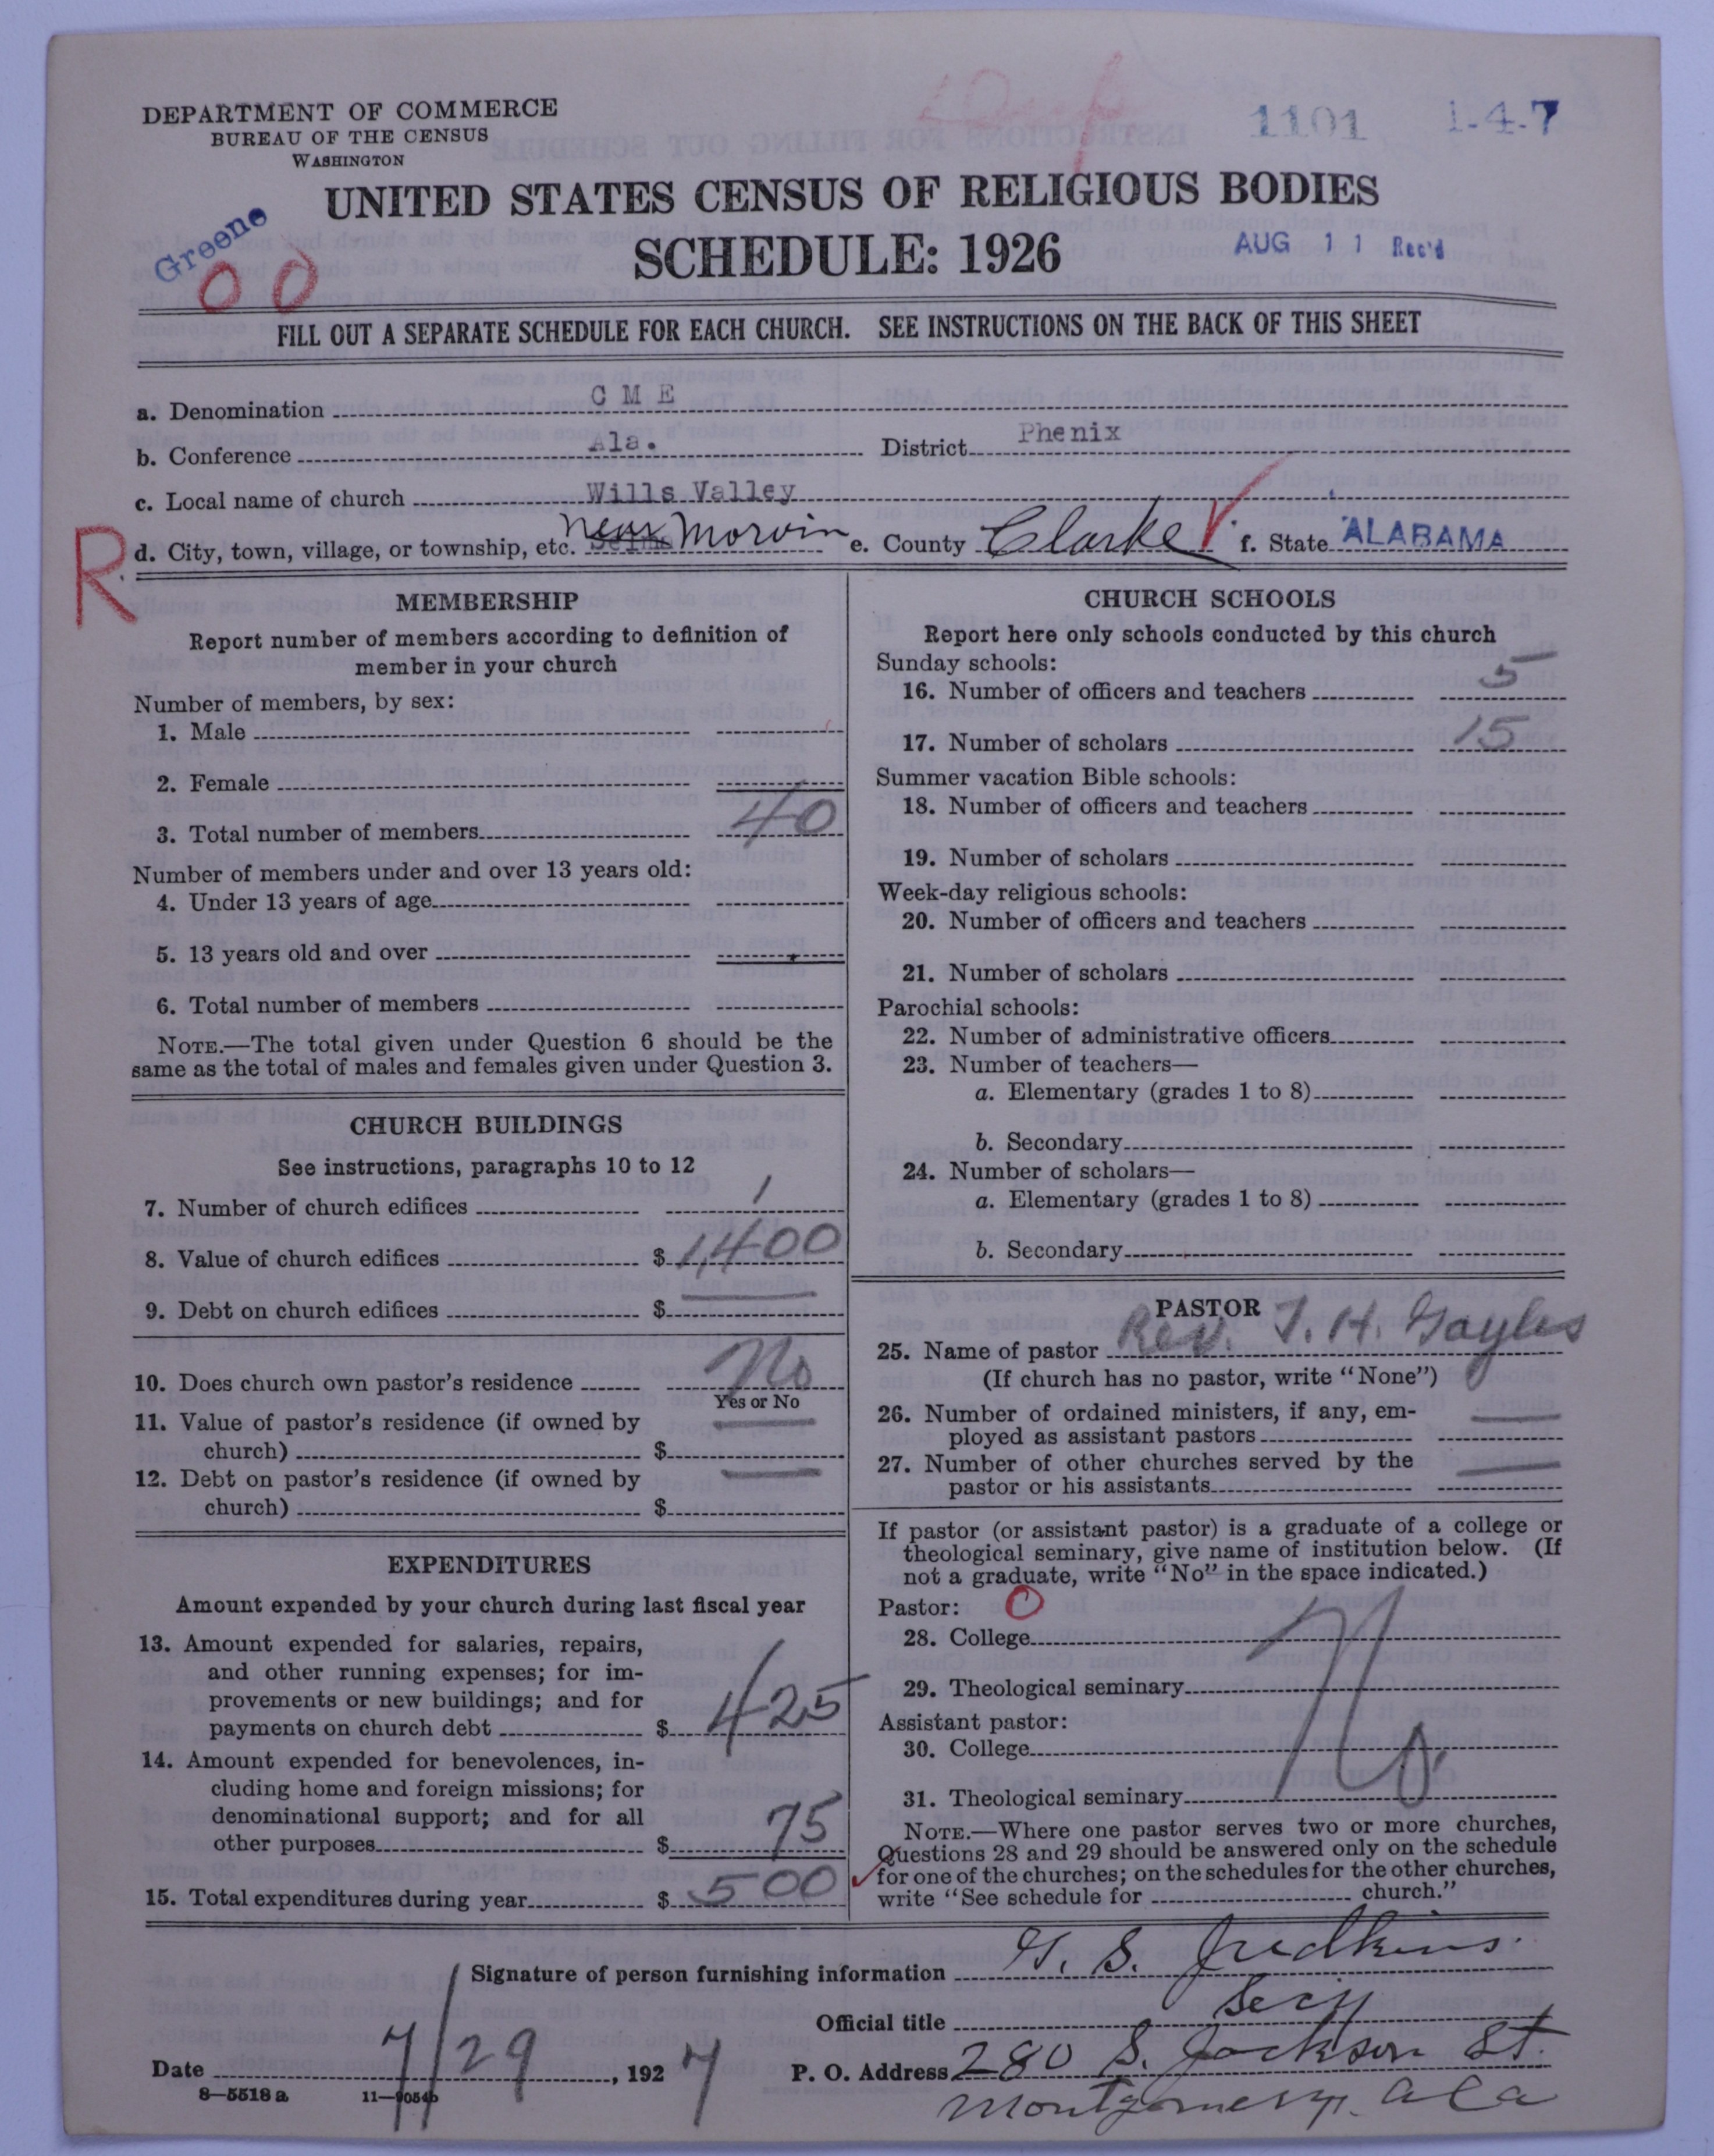 DEPARTMENT OF COMMERCE
BUREAU OF THE CENSUS
WASHINGTON
1101 1-4-7
UNITED STATES CENSUS OF RELIGIOUS BODIES
SCHEDULE: 1926
Greene
00
AUG 11 Rec'd
FILL OUT A SEPARATE SCHEDULE FOR EACH CHURCH. SEE INSTRUCTIONS ON THE BACK OF THIS SHEET
a. Denomination C M E
b. Conference Ala. District Phenix
c. Local name of church Wills Valley
R
d. City, town, village, or township, etc. near Selma Morvin e. County Clarke f. State ALABAMA
MEMBERSHIP
Report number of members according to definition of
member in your church
Number of members, by sex:
1. Male
2. Female
3. Total number of members 40
Number of members under and over 13 years old:
4. Under 13 years of age
5. 13 years old and over
6. Total number of members
NOTE.—The total given under Question 6 should be the
same as the total of males and females given under Question 3.
CHURCH BUILDINGS
See instructions, paragraphs 10 to 12
7. Number of church edifices 1
8. Value of church edifices $ 1400
9. Debt on church edifices $
10. Does church own pastor's residence No
Yes or No
11. Value of pastor's residence (if owned by
church) $
12. Debt on pastor's residence (if owned by
church) $
EXPENDITURES
Amount expended by your church during last fiscal year
13. Amount expended for salaries, repairs,
and other running expenses; for im-
provements or new buildings; and for
payments on church debt $ 425
14. Amount expended for benevolences, in-
cluding home and foreign missions; for
denominational support; and for all
other purposes $ 75
15. Total expenditures during year $ 500
CHURCH SCHOOLS
Report here only schools conducted by this church
Sunday schools:
16. Number of officers and teachers 5
17. Number of scholars 15
Summer vacation Bible schools:
18. Number of officers and teachers
19. Number of scholars
Week-day religious schools:
20. Number of officers and teachers
21. Number of scholars
Parochial schools:
22. Number of administrative officers
23. Number of teachers—
a. Elementary (grades 1 to 8)
b. Secondary
24. Number of scholars—
a. Elementary (grades 1 to 8)
b. Secondary
PASTOR
25. Name of pastor Rev. J. H. Gayles
(If church has no pastor, write "None")
26. Number of ordained ministers, if any, em-
ployed as assistant pastors
27. Number of other churches served by the
pastor or his assistants
If pastor (or assistant pastor) is a graduate of a college or
theological seminary, give name of institution below. (If
not a graduate, write "No" in the space indicated.)
Pastor: 0
28. College
29. Theological seminary No
Assistant pastor:
30. College
31. Theological seminary
NOTE.—Where one pastor serves two or more churches,
Questions 28 and 29 should be answered only on the schedule
for one of the churches; on the schedules for the other churches,
write "See schedule for church."
Signature of person furnishing information S. Judkins.
Official title Secy
Date 7/29, 1927 P. O. Address 280 S. Jackson St.
Montgomery, Ala
8—5518 a 11—9054b